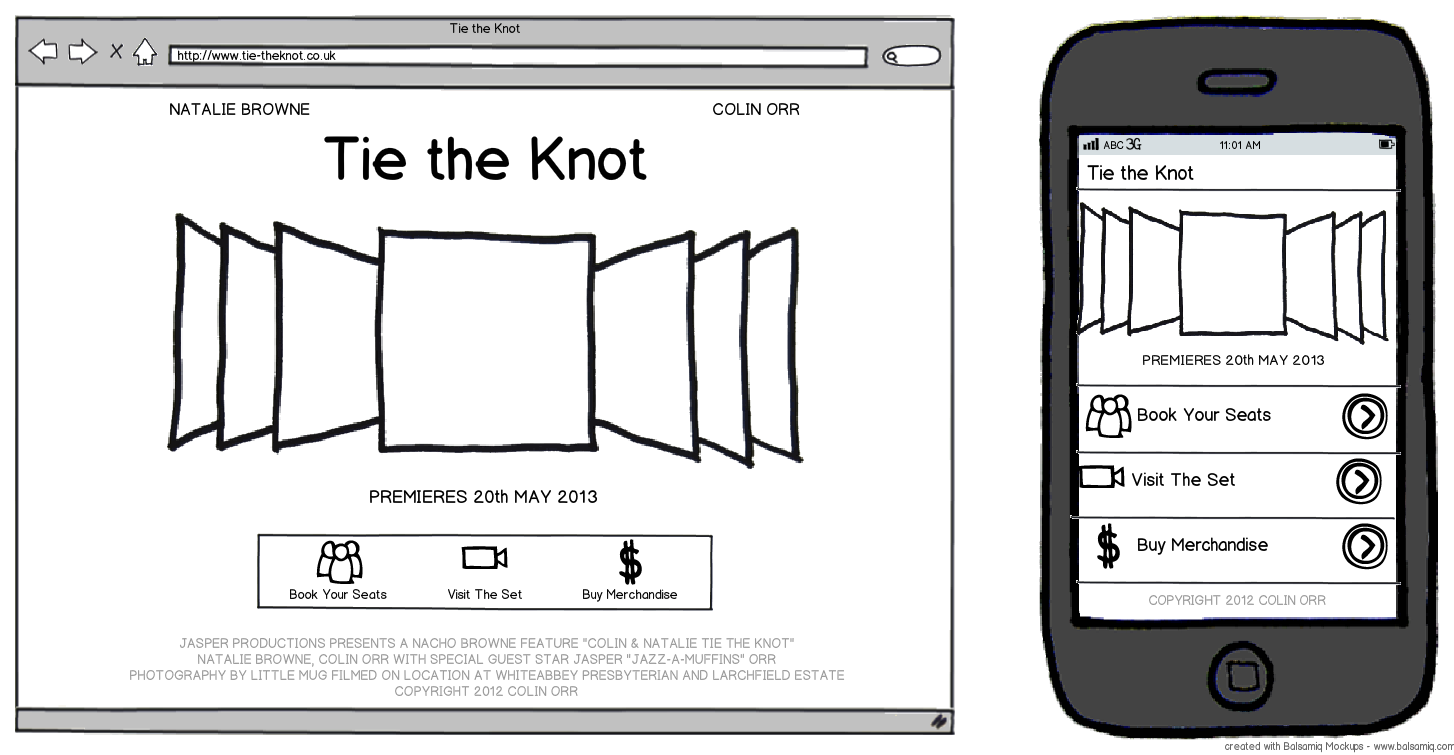 Tie the Knot
http://www.tie-theknot.co.uk
NATALIE BROWNE
COLIN ORR
Tie the Knot
PREMIERES 20th MAY 2013
Book Your Seats
Visit The Set
Buy Merchandise
JASPER PRODUCTIONS PRESENTS A NACHO BROWNE FEATURE "COLIN & NATALIE TIE THE KNOT"
NATALIE BROWNE, COLIN ORR WITH SPECIAL GUEST STAR JASPER "JAZZ-A-MUFFINS" ORR
PHOTOGRAPHY BY LITTLE MUG FILMED ON LOCATION AT WHITEABBEY PRESBYTERIAN AND LARCHFIELD ESTATE
COPYRIGHT 2012 COLIN ORR
ABC 3G 11:01 AM
Tie the Knot
PREMIERES 20th MAY 2013
Book Your Seats
Visit The Set
$ Buy Merchandise
COPYRIGHT 2012 COLIN ORR
created with Balsamiq Mockups - www.balsamiq.com